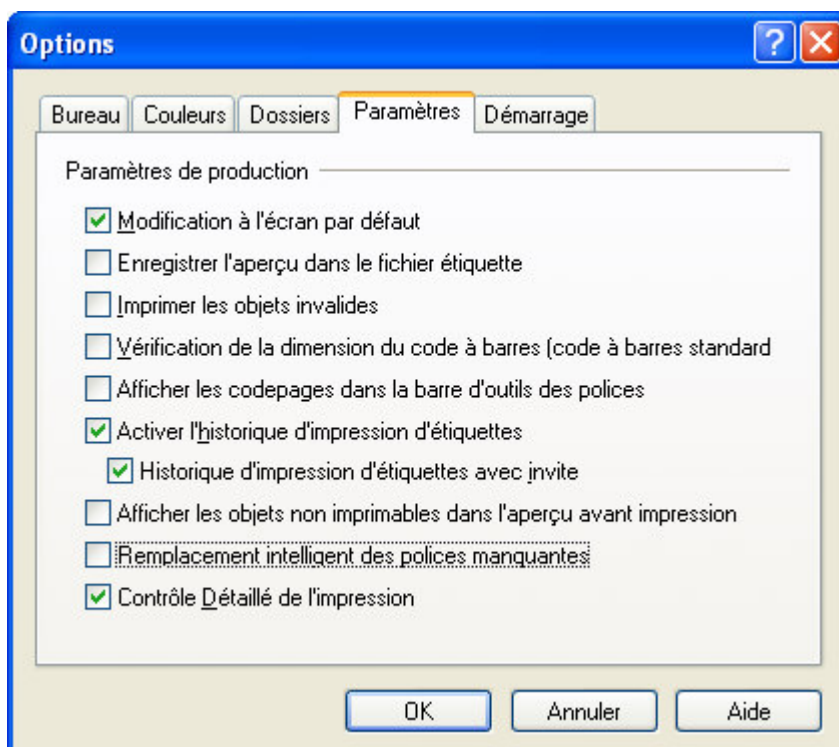 Options
Bureau Couleurs Dossiers Paramètres Démarrage
Paramètres de production
Modification à l'écran par défaut
Enregistrer l'aperçu dans le fichier étiquette
Imprimer les objets invalides
Vérification de la dimension du code à barres (code à barres standard
Afficher les codepages dans la barre d'outils des polices
Activer l'historique d'impression d'étiquettes
Historique d'impression d'étiquettes avec invite
Afficher les objets non imprimables dans l'aperçu avant impression
Remplacement intelligent des polices manquantes
Contrôle Détaillé de l'impression
OK Annuler Aide